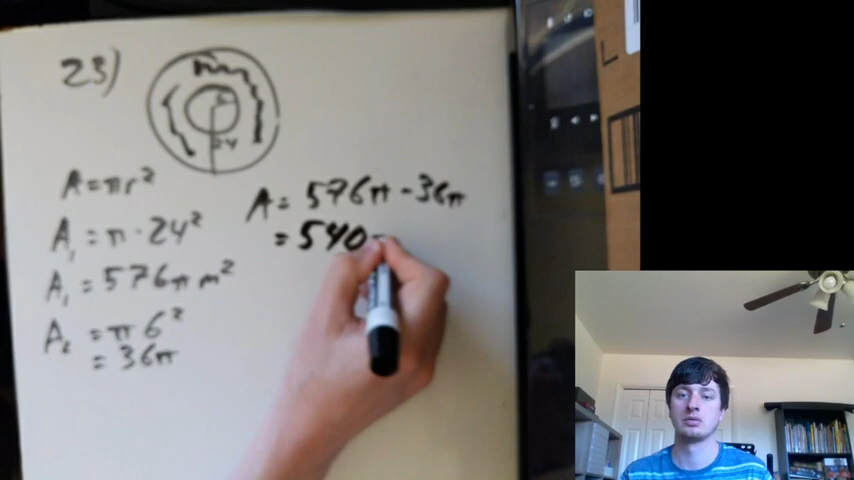 23)
24
A = πr²
A₁ = π · 24²
A₁ = 576π m²
A₂ = π 6²
= 36π
A = 576π - 36π
= 540